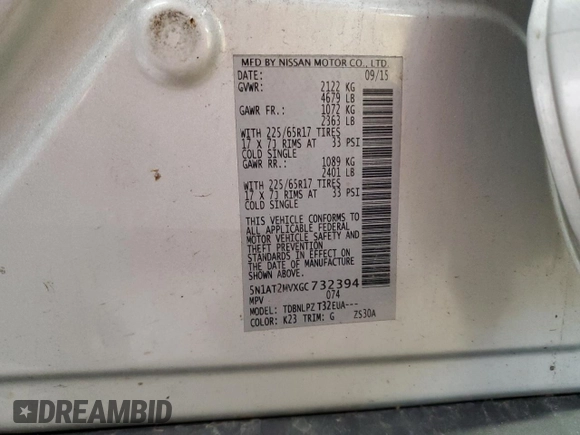 MFD BY NISSAN MOTOR CO., LTD.
DATE: 09/15
GVWR: 2122 KG
4679 LB
GAWR FR.: 1072 KG
2363 LB
WITH 225/65R17 TIRES
17 X 7J RIMS AT 33 PSI
COLD SINGLE
GAWR RR.: 1089 KG
2401 LB
WITH 225/65R17 TIRES
17 X 7J RIMS AT 33 PSI
COLD SINGLE
THIS VEHICLE CONFORMS TO
ALL APPLICABLE FEDERAL
MOTOR VEHICLE SAFETY AND
THEFT PREVENTION
STANDARDS IN EFFECT ON
THE DATE OF MANUFACTURE
SHOWN ABOVE.
5N1AT2MVXGC732394
MPV 074
MODEL: TDBNLPZ T32EUA---
COLOR: K23 TRIM: G ZS30A
DREAMBID